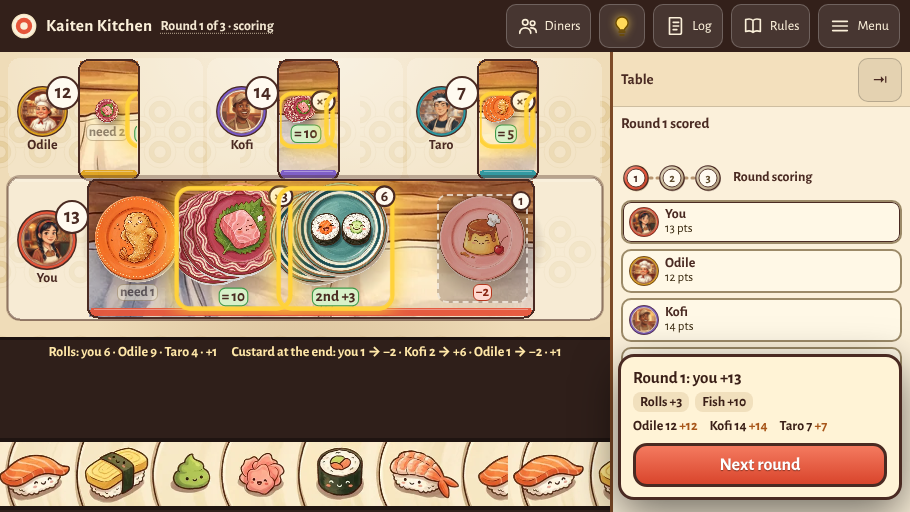 Kaiten Kitchen
Round 1 of 3 · scoring
Diners
Log
Rules
Menu
12
Odile
need 2
14
Kofi
= 10
7
Taro
= 5
13
You
need 1
= 10
6
2nd +3
1
−2
Rolls: you 6 · Odile 9 · Taro 4 · +1 Custard at the end: you 1 → −2 · Kofi 2 → +6 · Odile 1 → −2 · +1
Table
Round 1 scored
1 2 3 Round scoring
You
13 pts
Odile
12 pts
Kofi
14 pts
Round 1: you +13
Rolls +3 Fish +10
Odile 12 +12 Kofi 14 +14 Taro 7 +7
Next round